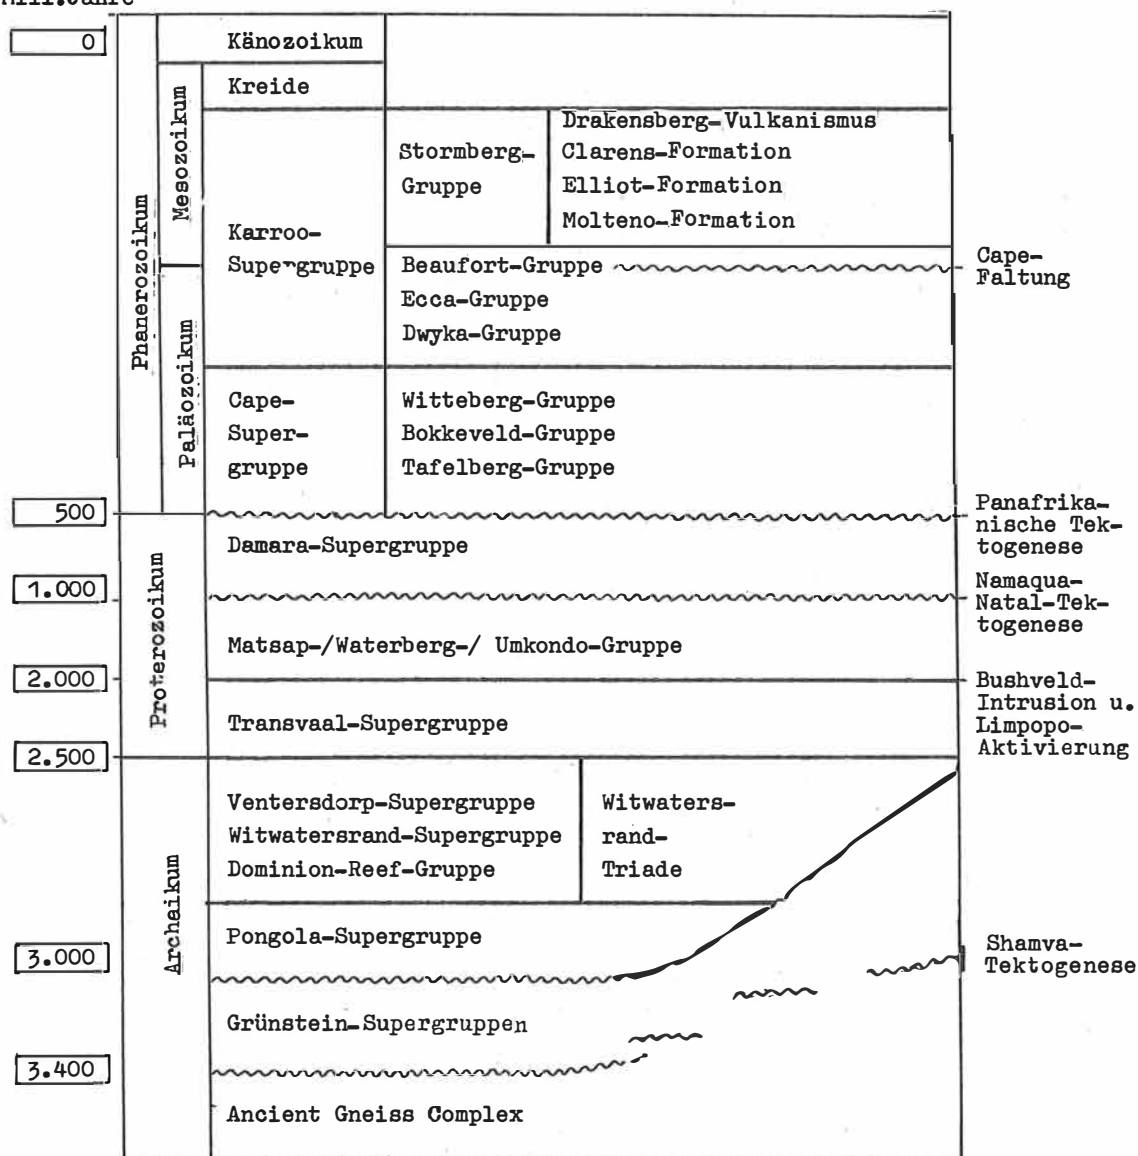 0
Känozoikum
Kreide
Phanerozoikum
Mesozoikum
Paläozoikum
Karroo-
Supergruppe
Stormberg-
Gruppe
Drakensberg-Vulkanismus
Clarens-Formation
Elliot-Formation
Molteno-Formation
Beaufort-Gruppe
Ecca-Gruppe
Dwyka-Gruppe
Cape-
Faltung
Cape-
Super-
gruppe
Witteberg-Gruppe
Bokkeveld-Gruppe
Tafelberg-Gruppe
500
Panafrika-
nische Tek-
togenese
Proterozoikum
Damara-Supergruppe
1.000
Namaqua-
Natal-Tek-
togenese
Matsap-/Waterberg-/ Umkondo-Gruppe
2.000
Bushveld-
Intrusion u.
Limpopo-
Aktivierung
Transvaal-Supergruppe
2.500
Archaikum
Ventersdorp-Supergruppe
Witwatersrand-Supergruppe
Dominion-Reef-Gruppe
Witwaters-
rand-
Triade
Pongola-Supergruppe
3.000
Shamva-
Tektogenese
Grünstein-Supergruppen
3.400
Ancient Gneiss Complex